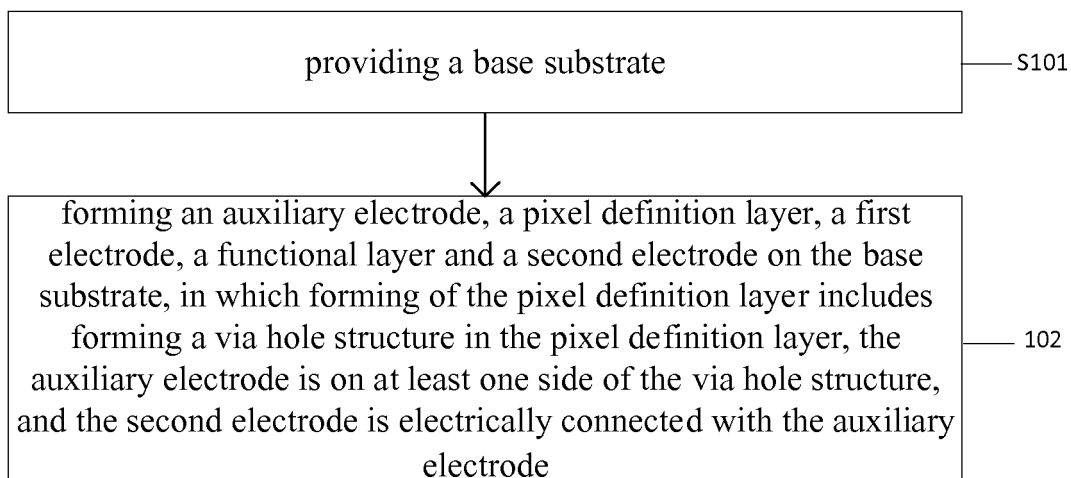 providing a base substrate
S101
forming an auxiliary electrode, a pixel definition layer, a first
electrode, a functional layer and a second electrode on the base
substrate, in which forming of the pixel definition layer includes
forming a via hole structure in the pixel definition layer, the
102
auxiliary electrode is on at least one side of the via hole structure,
and the second electrode is electrically connected with the auxiliary
electrode